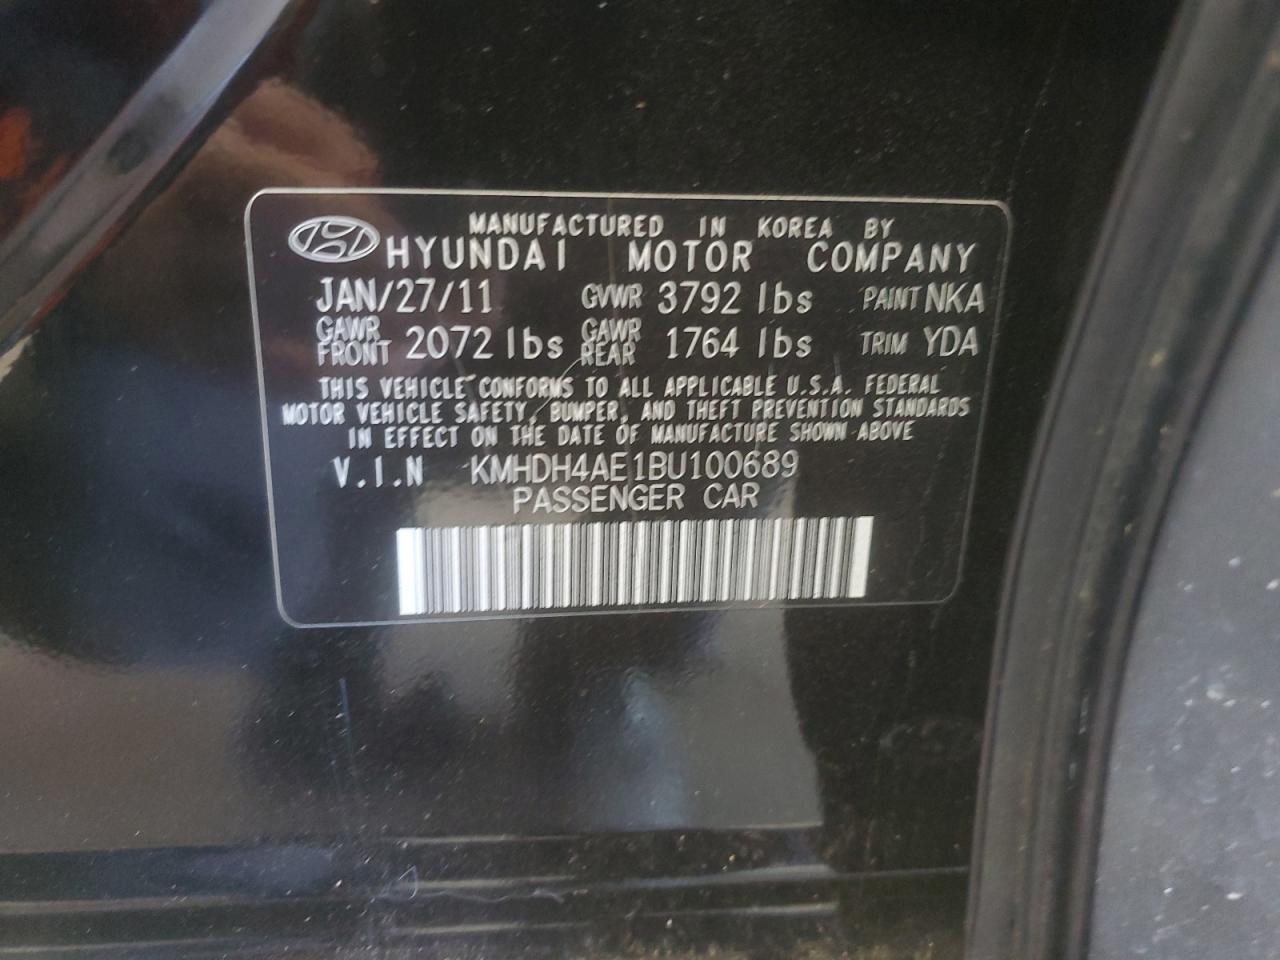 MANUFACTURED IN KOREA BY
HYUNDAI MOTOR COMPANY
JAN/27/11 GVWR 3792 lbs PAINT NKA
GAWR FRONT 2072 lbs GAWR REAR 1764 lbs TRIM YDA
THIS VEHICLE CONFORMS TO ALL APPLICABLE U.S.A. FEDERAL
MOTOR VEHICLE SAFETY, BUMPER, AND THEFT PREVENTION STANDARDS
IN EFFECT ON THE DATE OF MANUFACTURE SHOWN ABOVE
V.I.N KMHDH4AE1BU100689
PASSENGER CAR